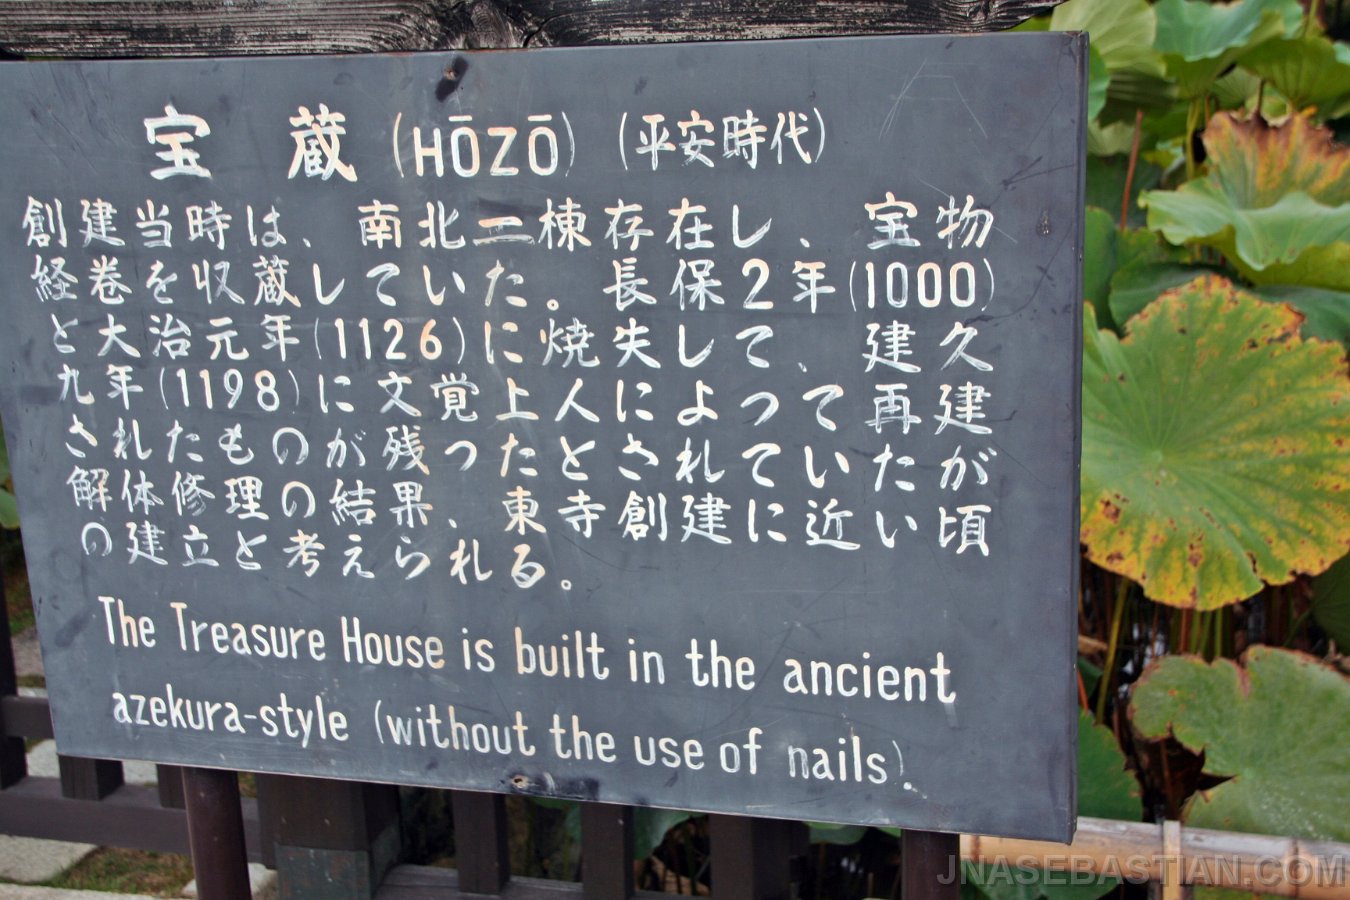 宝蔵 (HŌZŌ) (平安時代)
創建当時は、南北二棟存在し、宝物
経巻を収蔵していた。長保2年(1000)
と大治元年(1126)に焼失して、建久
九年(1198)に文覚上人によって再建
されたものが残ったとされていたが
解体修理の結果、東寺創建に近い頃
の建立と考えられる。
The Treasure House is built in the ancient
azekura-style (without the use of nails).
JNASEBASTIAN.COM